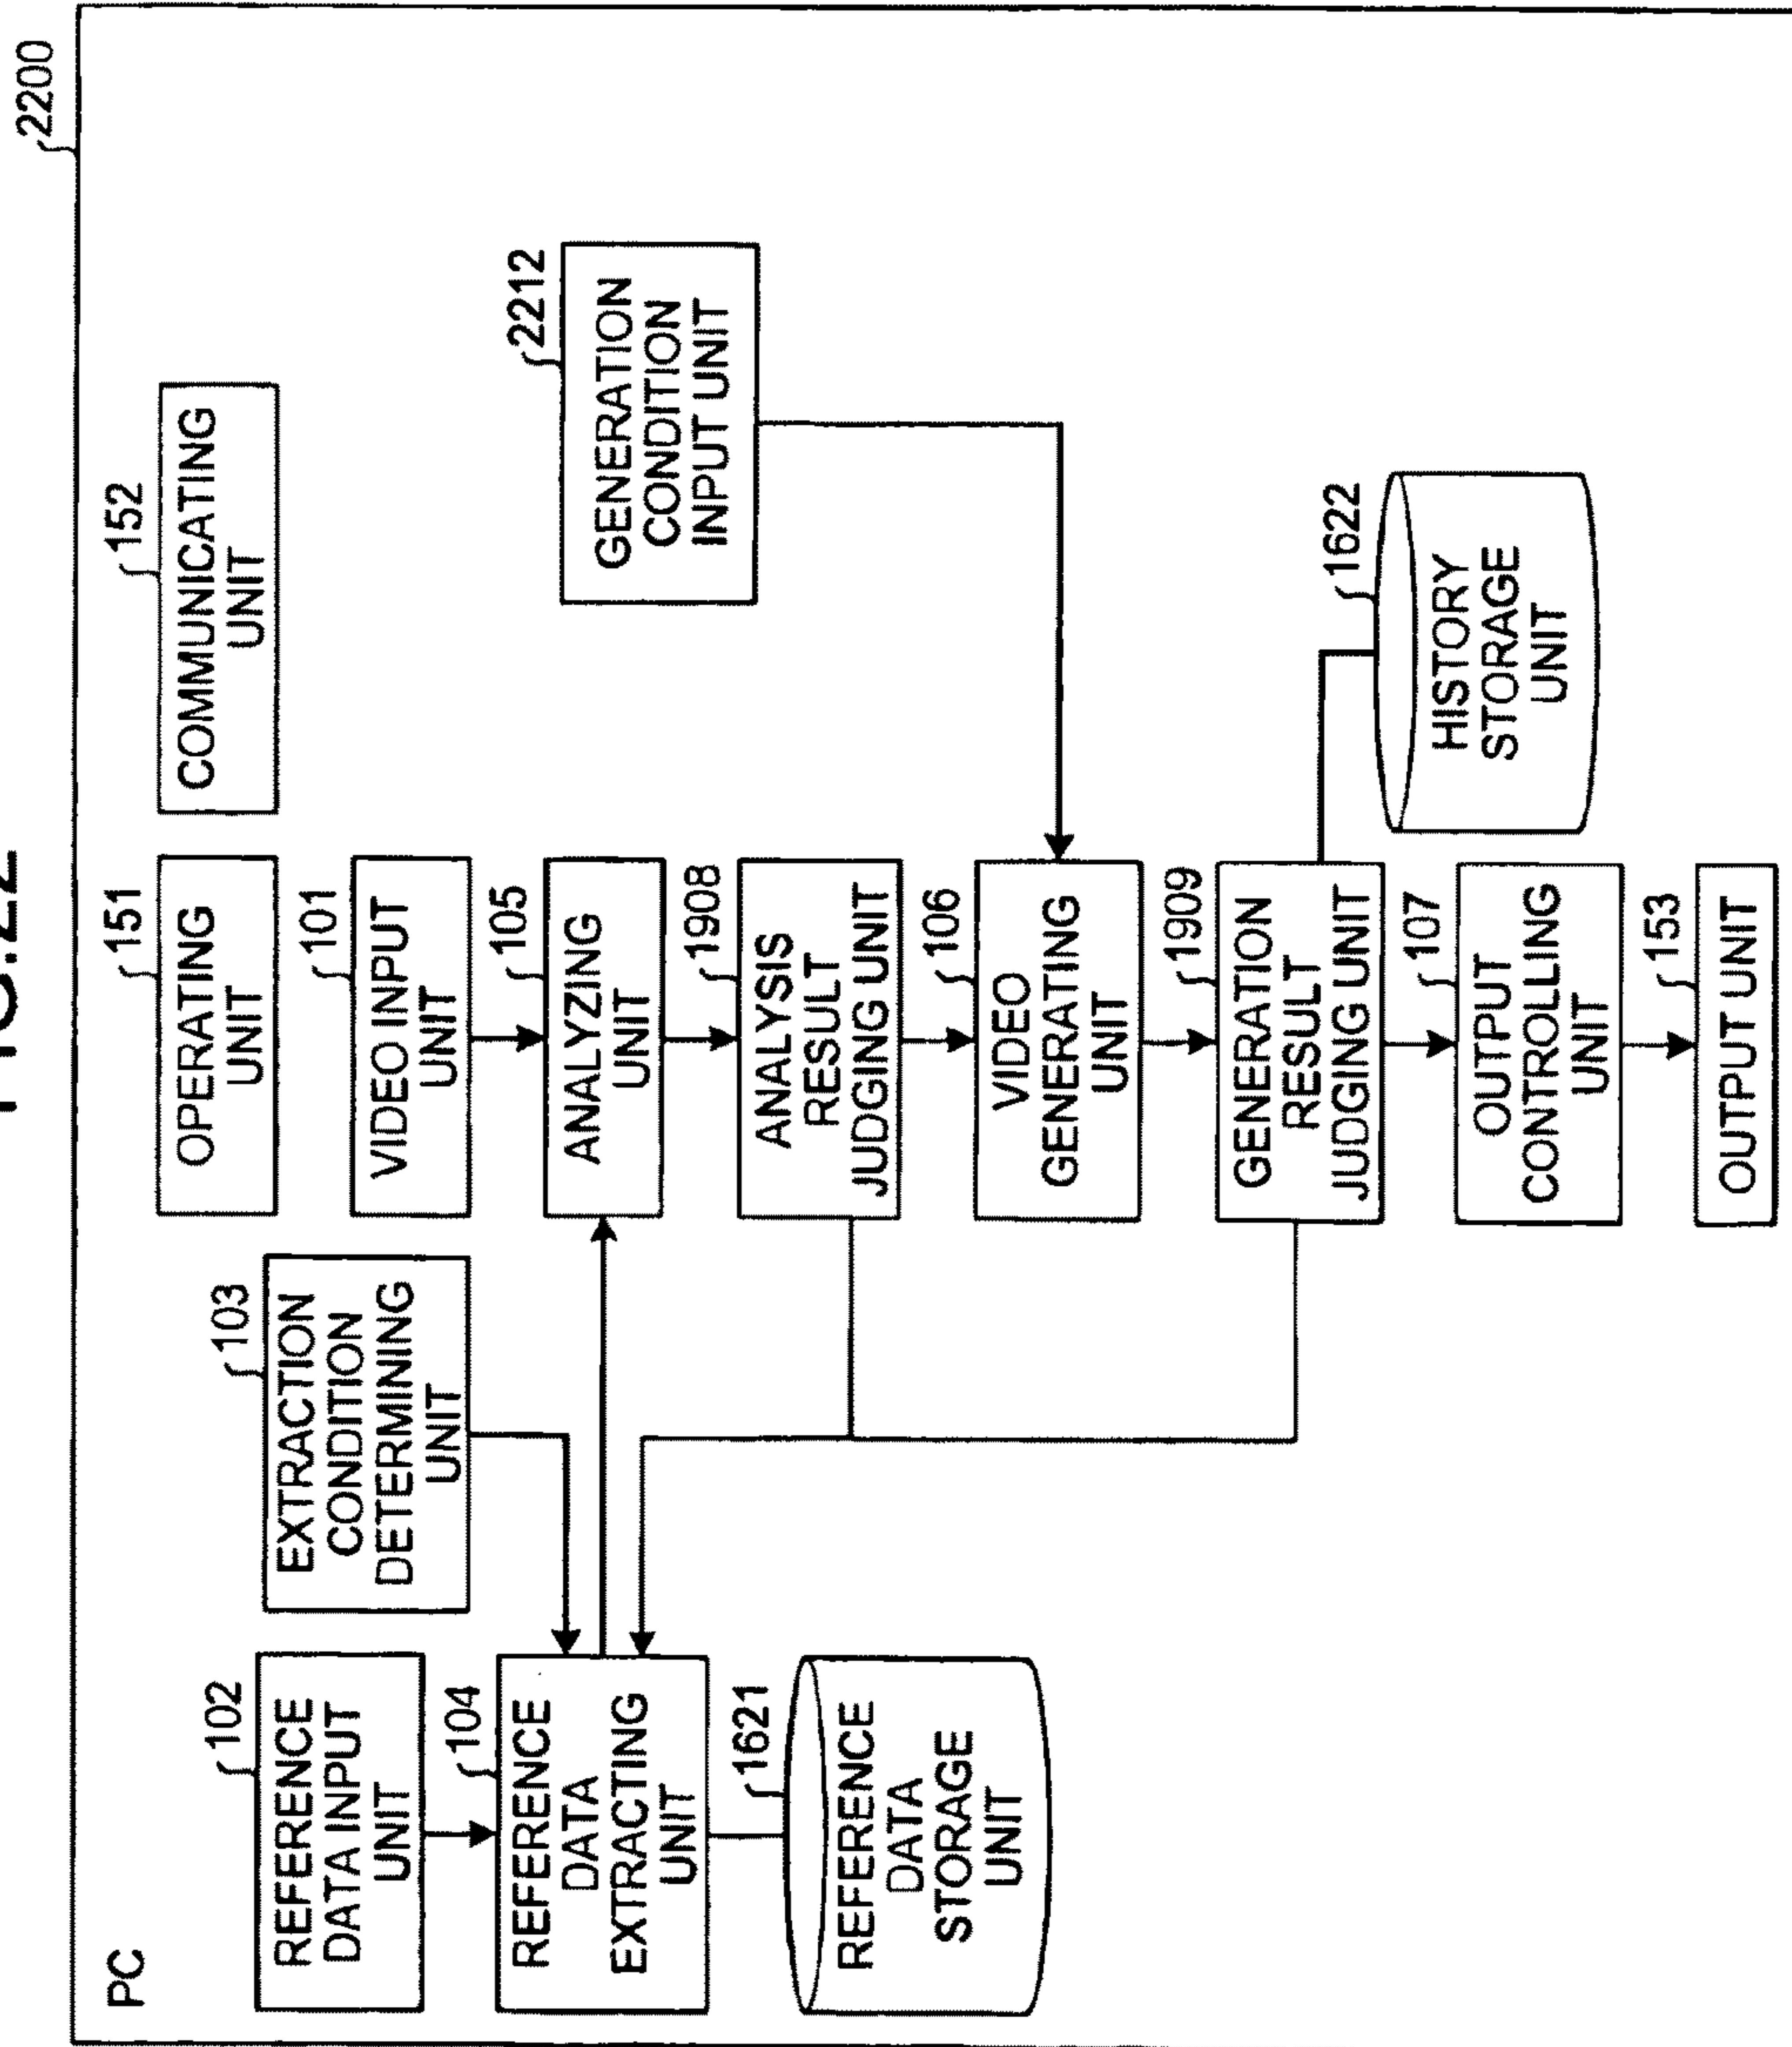 FIG.22
2200
PC
102
REFERENCE
DATA INPUT
UNIT
103
EXTRACTION
CONDITION
DETERMINING
UNIT
151
OPERATING
UNIT
152
COMMUNICATING
UNIT
101
VIDEO INPUT
UNIT
104
REFERENCE
DATA
EXTRACTING
UNIT
105
ANALYZING
UNIT
2212
GENERATION
CONDITION
INPUT UNIT
1621
REFERENCE
DATA
STORAGE
UNIT
1908
ANALYSIS
RESULT
JUDGING UNIT
106
VIDEO
GENERATING
UNIT
1909
GENERATION
RESULT
JUDGING UNIT
1622
HISTORY
STORAGE
UNIT
107
OUTPUT
CONTROLLING
UNIT
153
OUTPUT UNIT